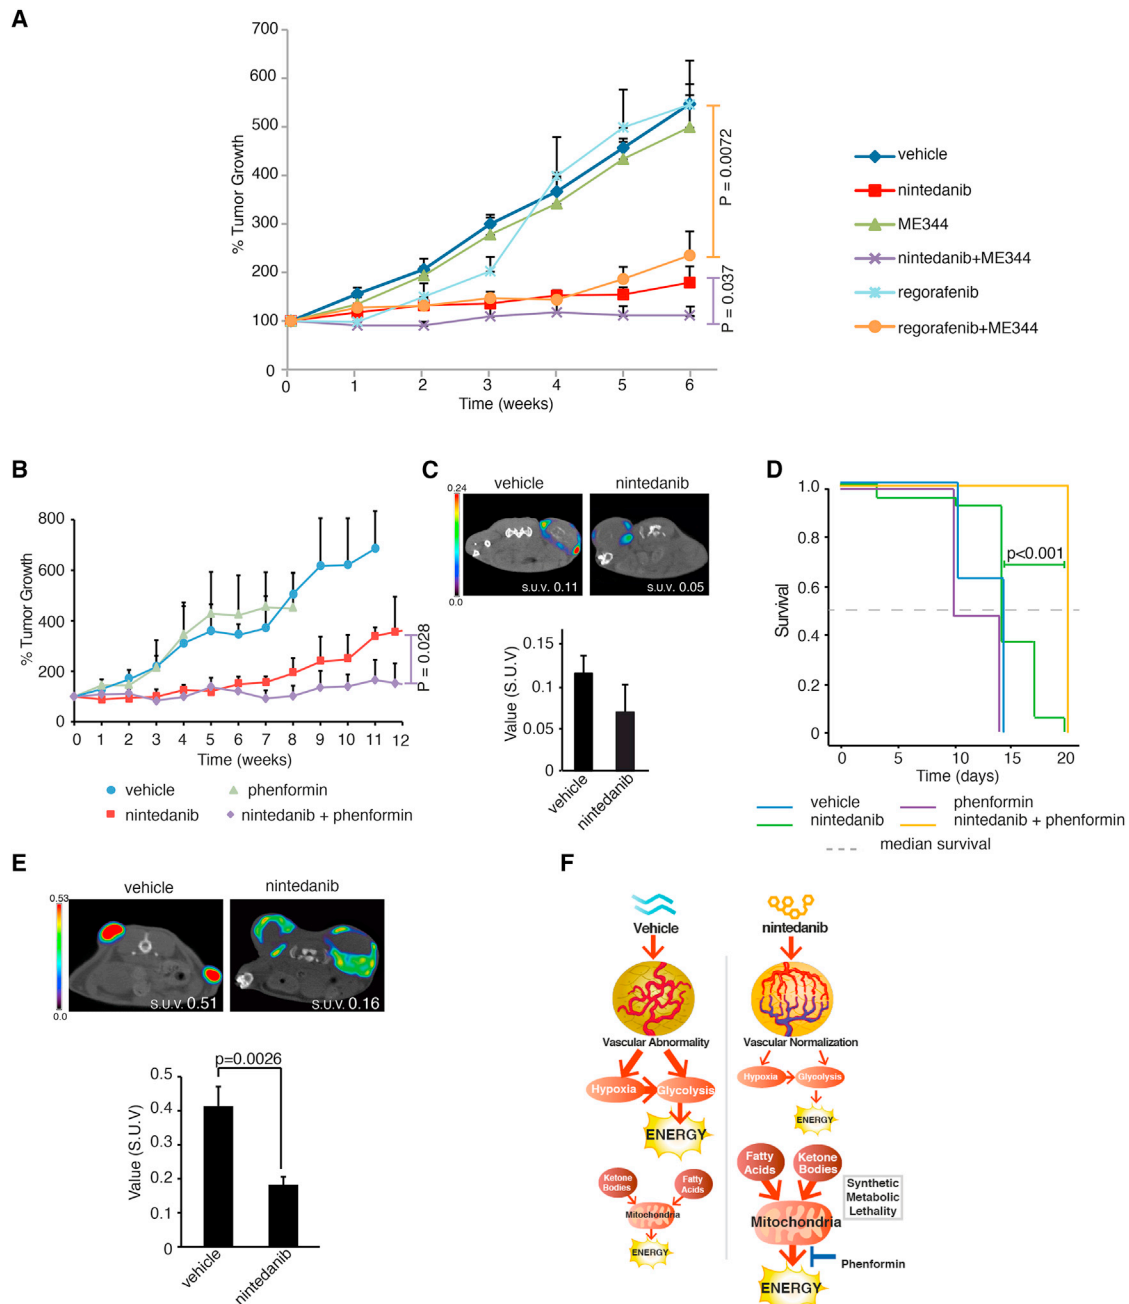 A
700
600
500
400
300
200
100
0
% Tumor Growth
0 1 2 3 4 5 6
Time (weeks)
P = 0.0072
P = 0.037
vehicle
nintedanib
ME344
nintedanib+ME344
regorafenib
regorafenib+ME344
B
800
600
400
200
0
% Tumor Growth
0 1 2 3 4 5 6 7 8 9 10 11 12
Time (weeks)
P = 0.028
vehicle
phenformin
nintedanib
nintedanib + phenformin
C
vehicle
nintedanib
0.24
0.0
S.U.V. 0.11
S.U.V. 0.05
0.15
0.1
0.05
0
Value (S.U.V)
vehicle
nintedanib
D
1.0
0.8
0.6
0.4
0.2
0
Survival
p<0.001
0 5 10 15 20
Time (days)
vehicle
phenformin
nintedanib
nintedanib + phenformin
median survival
E
vehicle
nintedanib
0.53
0.0
S.U.V. 0.51
S.U.V. 0.16
p=0.0026
0.5
0.4
0.3
0.2
0.1
0
Value (S.U.V)
vehicle
nintedanib
F
Vehicle
nintedanib
Vascular Abnormality
Vascular Normalization
Hypoxia
Glycolysis
ENERGY
Hypoxia
Glycolysis
ENERGY
Ketone
Bodies
Fatty
Acids
Mitochondria
ENERGY
Fatty
Acids
Ketone
Bodies
Synthetic
Metabolic
Lethality
Mitochondria
Phenformin
ENERGY